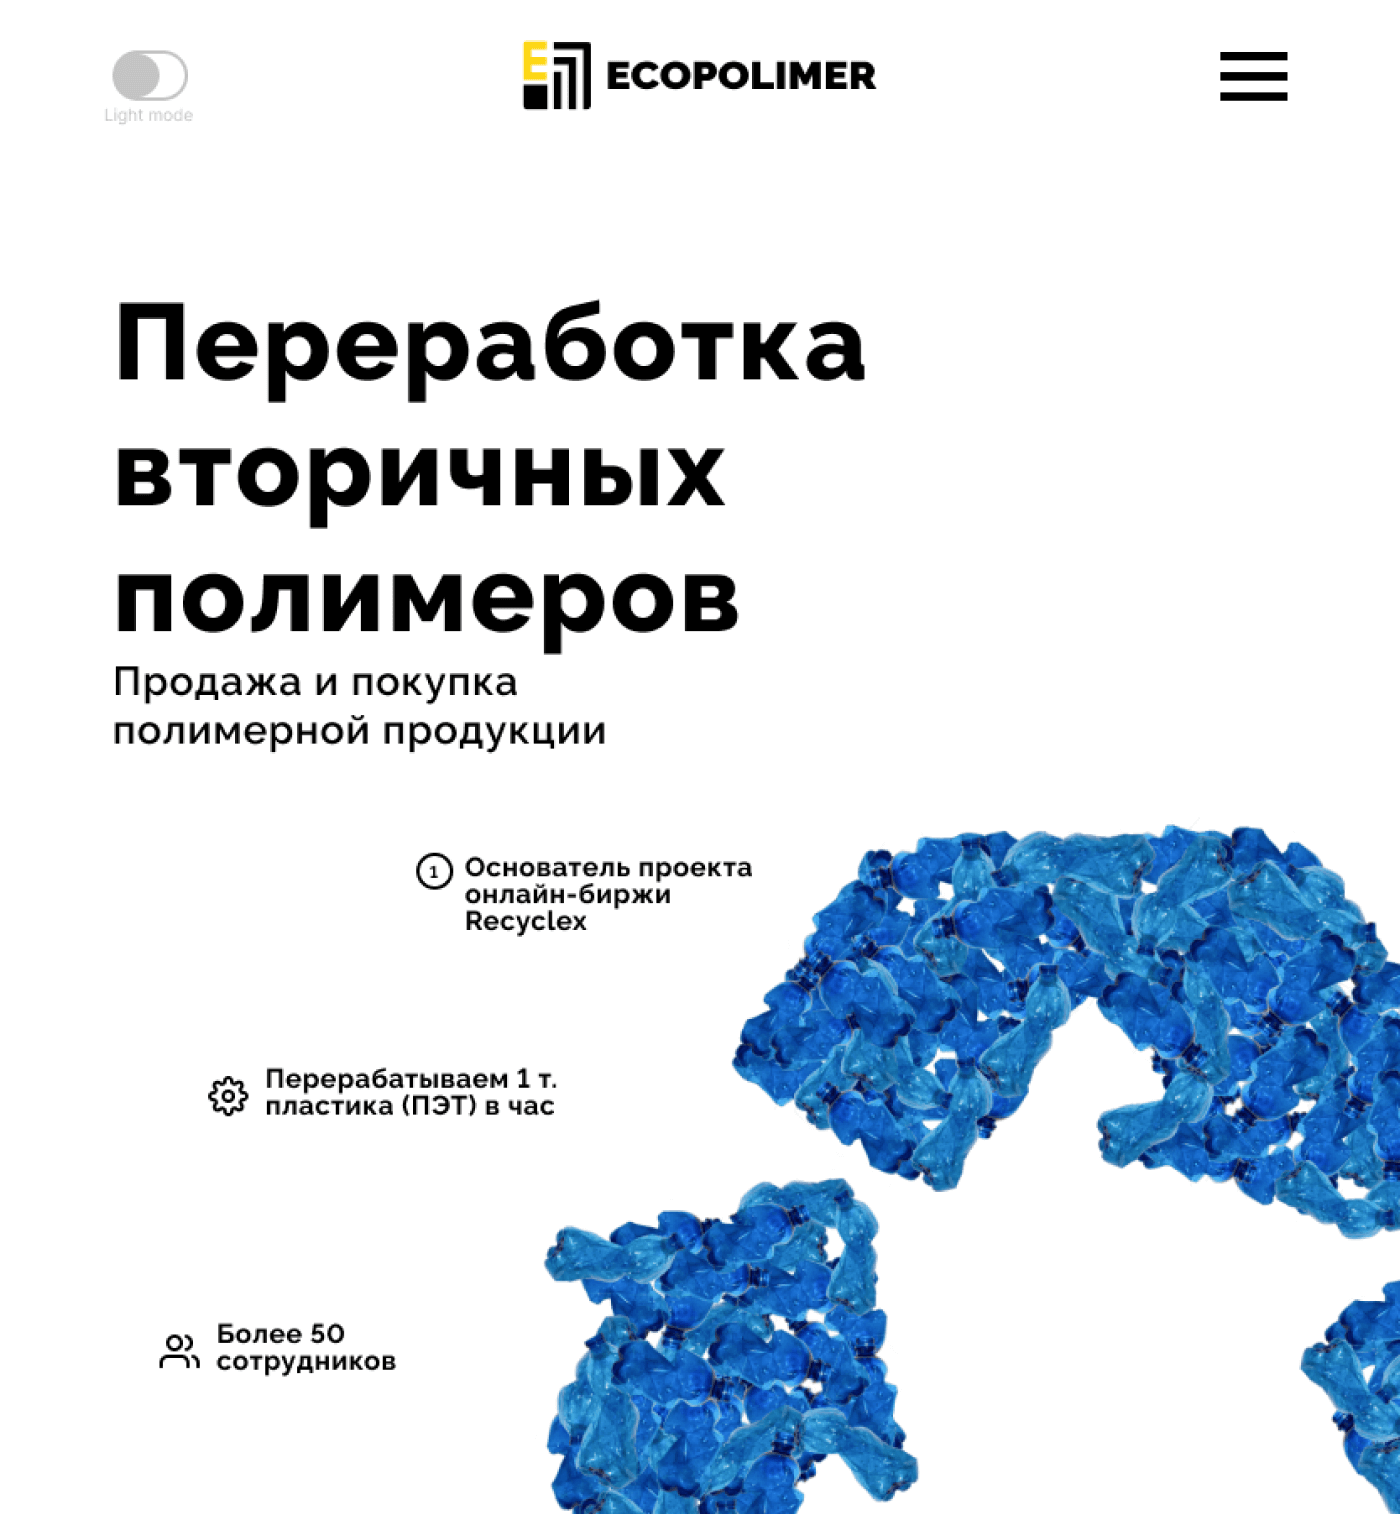 Light mode
ECOPOLIMER
Переработка
вторичных
полимеров
Продажа и покупка
полимерной продукции
1
Основатель проекта
онлайн-биржи
Recyclex
Перерабатываем 1 т.
пластика (ПЭТ) в час
Более 50
сотрудников